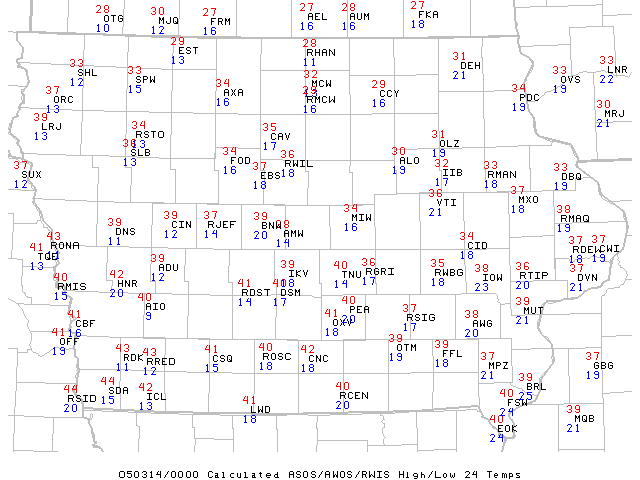 28 30 27 27 28 27
OTG MJQ FRM AEL AUM FKA
10 12 16 16 16 18
29 28 31
EST RHAN DEH
13 11 21
33 33 34 32 29 34 33 33
SHL SPW AXA MCW CCY PDC OVS LNR
12 15 16 RMCW 16 19 19 22
16
37 30
ORC MRJ
13 21
39 34 35 31
LRJ RSTO CAV OLZ
13 13 17 19
SLB
13
34 36 30 32 33 33
FOD RWIL ALO IIB RMAN DBQ
16 18 19 17 18 19
37 37
SUX EBS
12 18
36 37
VTI MXO
21 18
39 39 37 39 34 38
DNS CIN RJEF BNW MIW RMAQ
11 12 14 20 16 19
AMW
14
43 34 37 37
RONA CID RDEW CWI
18 18 19
41
13
39 39 40 36 35 38 36 37
ADU IKV TNU RGRI RWBG IOW RTIP DVN
12 18 14 17 18 23 20 21
40 42 41 41
RMIS HNR RDST DSM
15 20 14 17
40 40 37 38 39
AIO PEA RSIG AWG MUT
9 20 17 20 21
41 41
CBF OXV
16 18
41 43 43 41 40 42 39 39
OFF RDK RRED CSQ ROSC CNC OTM FFL
19 11 12 15 18 18 19 18
37 37
MPZ GBG
21 19
44 44 42 40 39
RSID SDA ICL RCEN BRL
20 15 13 20 25
41 40 39
LWD FSW MQB
18 24 21
40
EOK
24
050314/0000 Calculated ASOS/AWOS/RWIS High/Low 24 Temps